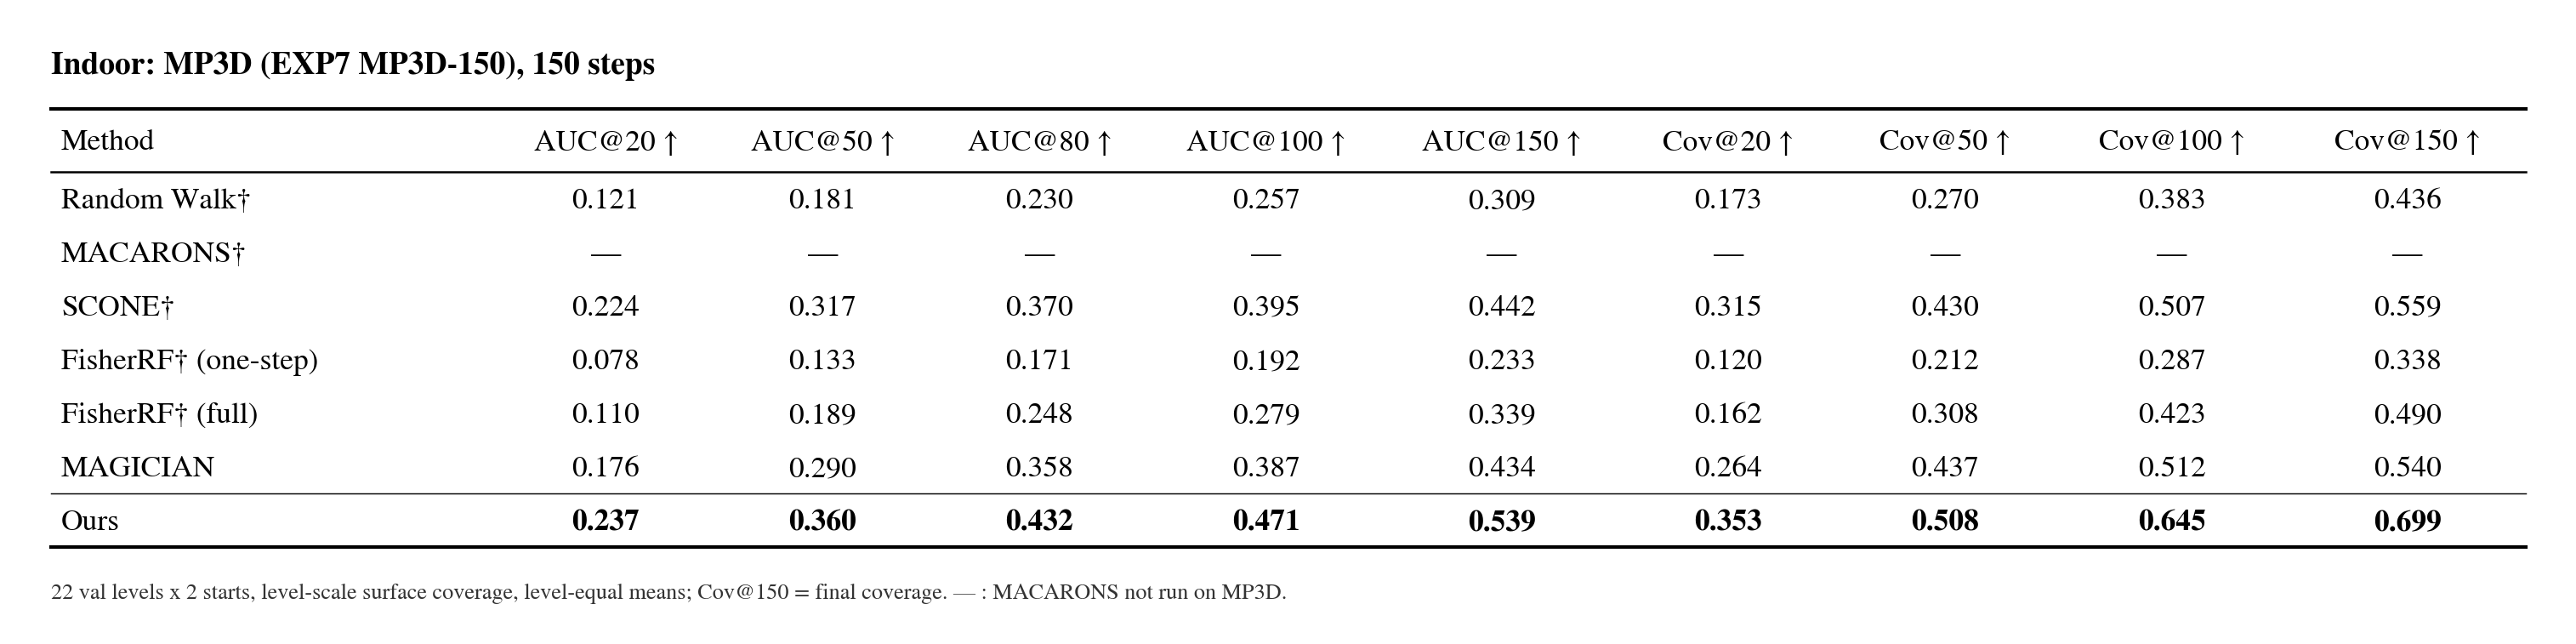 Indoor: MP3D (EXP7 MP3D-150), 150 steps
Method AUC@20 ↑ AUC@50 ↑ AUC@80 ↑ AUC@100 ↑ AUC@150 ↑ Cov@20 ↑ Cov@50 ↑ Cov@100 ↑ Cov@150 ↑
Random Walk† 0.121 0.181 0.230 0.257 0.309 0.173 0.270 0.383 0.436
MACARONS† — — — — — — — — —
SCONE† 0.224 0.317 0.370 0.395 0.442 0.315 0.430 0.507 0.559
FisherRF† (one-step) 0.078 0.133 0.171 0.192 0.233 0.120 0.212 0.287 0.338
FisherRF† (full) 0.110 0.189 0.248 0.279 0.339 0.162 0.308 0.423 0.490
MAGICIAN 0.176 0.290 0.358 0.387 0.434 0.264 0.437 0.512 0.540
Ours 0.237 0.360 0.432 0.471 0.539 0.353 0.508 0.645 0.699
22 val levels x 2 starts, level-scale surface coverage, level-equal means; Cov@150 = final coverage. — : MACARONS not run on MP3D.